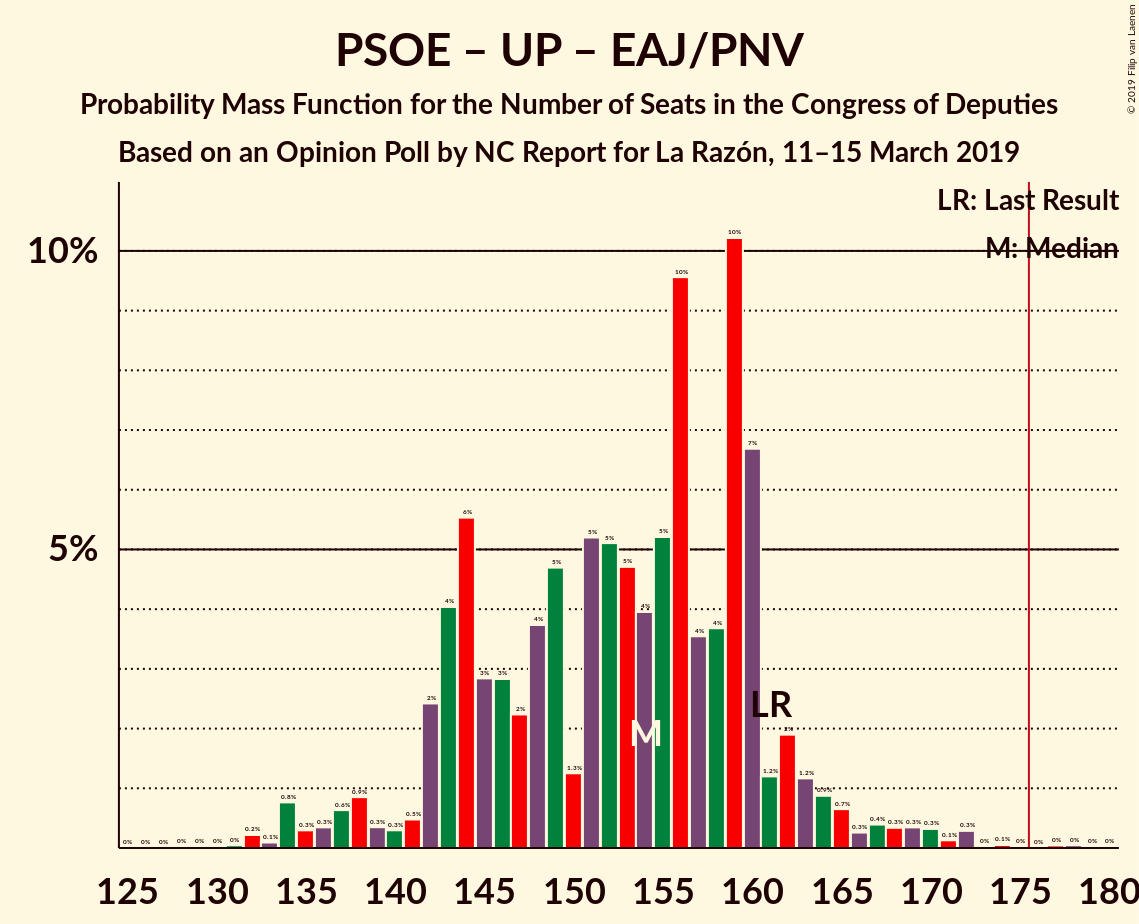 PSOE – UP – EAJ/PNV
Probability Mass Function for the Number of Seats in the Congress of Deputies
Based on an Opinion Poll by NC Report for La Razón, 11–15 March 2019
© 2019 Filip van Laenen
LR: Last Result
M: Median
10%
5%
0% 0% 0% 0% 0% 0% 0% 0.2% 0.1% 0.8% 0.3% 0.3% 0.6% 0.9% 0.3% 0.3% 0.5% 2% 4% 6% 3% 3% 2% 4% 5% 1.3% 5% 5% 5% 4% 5% 10% 4% 4% 10% 7% 1.2% 2% 1.2% 0.9% 0.7% 0.3% 0.4% 0.3% 0.3% 0.3% 0.1% 0.3% 0% 0.1% 0% 0% 0% 0% 0% 0%
LR
M
125 130 135 140 145 150 155 160 165 170 175 180